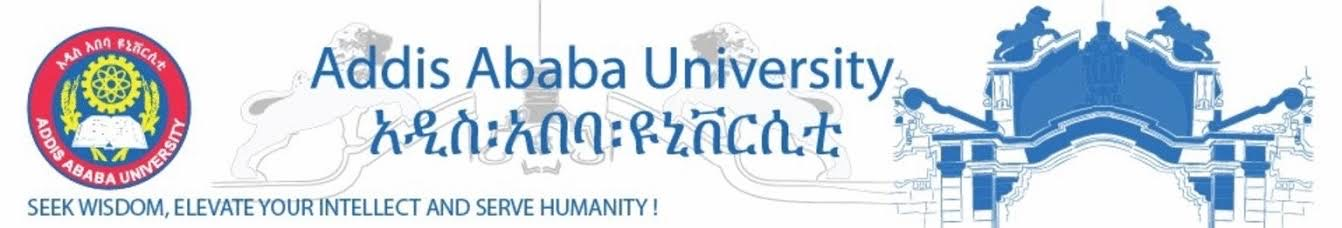 አዲስ አበባ ዩኒቨርሲቲ
ADDIS ABABA UNIVERSITY
Addis Ababa University
አዲስ፡አበባ፡ዩኒቨርሲቲ
SEEK WISDOM, ELEVATE YOUR INTELLECT AND SERVE HUMANITY !